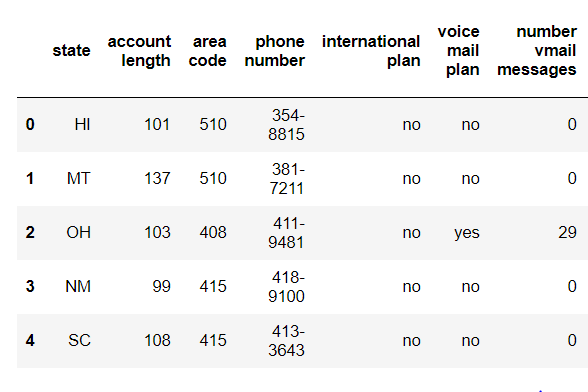 state account length area code phone number international plan voice mail plan number vmail messages
0 HI 101 510 354-8815 no no 0
1 MT 137 510 381-7211 no no 0
2 OH 103 408 411-9481 no yes 29
3 NM 99 415 418-9100 no no 0
4 SC 108 415 413-3643 no no 0